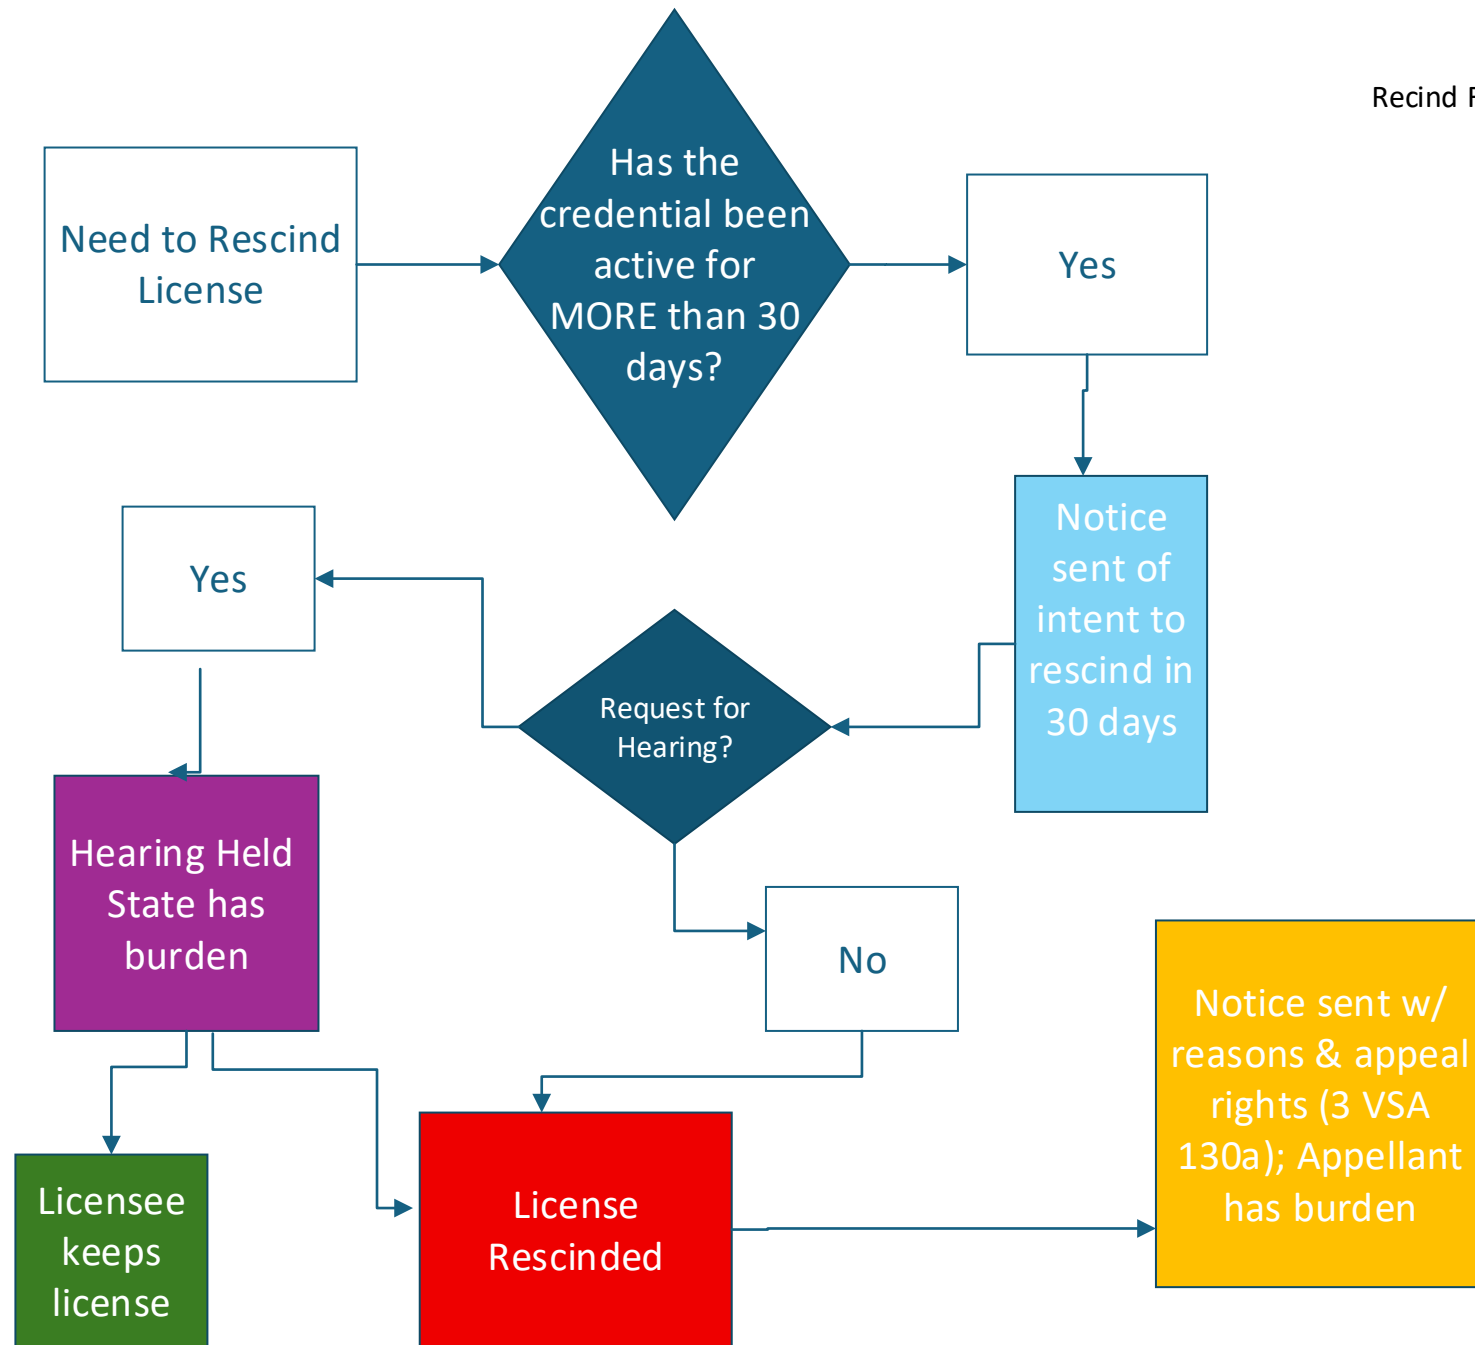 Recind F
Need to Rescind
License
Has the
credential been
active for
MORE than 30
days?
Yes
Notice
sent of
intent to
rescind in
30 days
Request for
Hearing?
Yes
Hearing Held
State has
burden
No
Licensee
keeps
license
License
Rescinded
Notice sent w/
reasons & appeal
rights (3 VSA
130a); Appellant
has burden